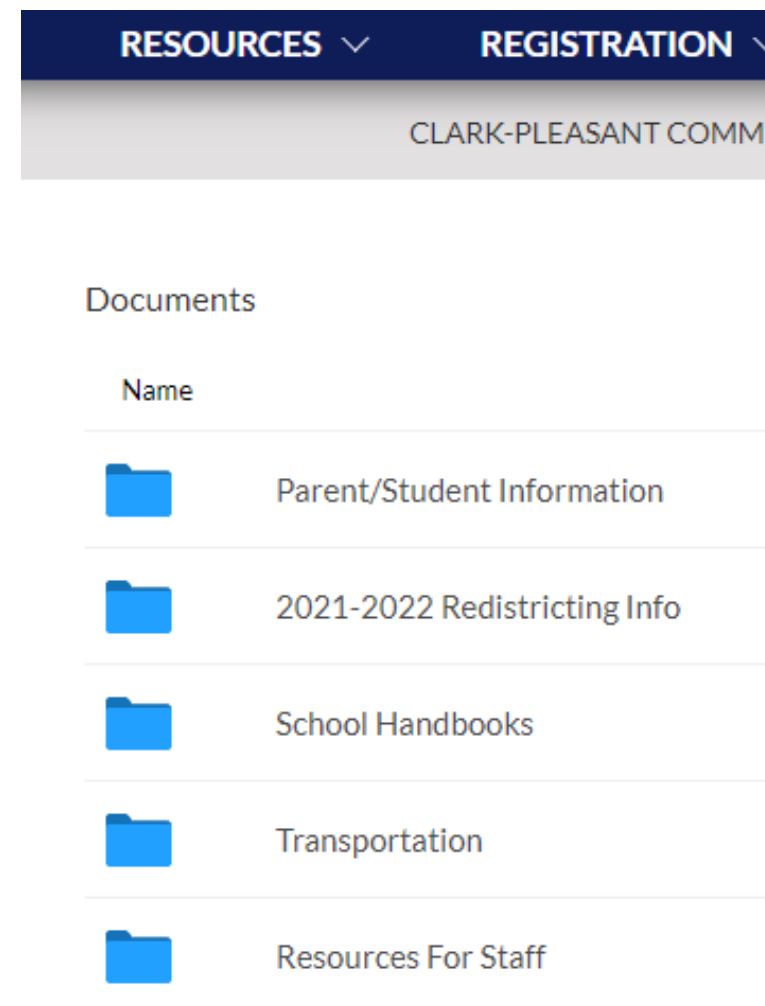 RESOURCES REGISTRATION
CLARK-PLEASANT COMM
Documents
Name
Parent/Student Information
2021-2022 Redistricting Info
School Handbooks
Transportation
Resources For Staff